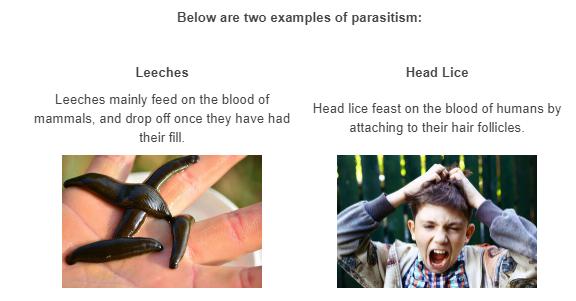 Below are two examples of parasitism:
Leeches
Leeches mainly feed on the blood of
mammals, and drop off once they have had
their fill.
Head Lice
Head lice feast on the blood of humans by
attaching to their hair follicles.